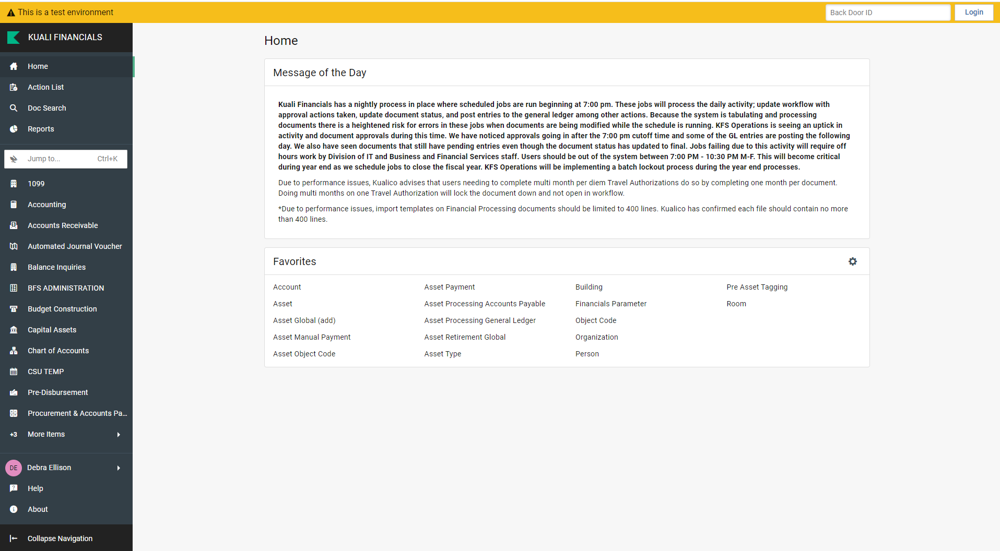 This is a test environment
Back Door ID
Login
KUALI FINANCIALS
Home
Action List
Doc Search
Reports
Jump to... Ctrl+K
1099
Accounting
Accounts Receivable
Automated Journal Voucher
Balance Inquiries
BFS ADMINISTRATION
Budget Construction
Capital Assets
Chart of Accounts
CSU TEMP
Pre-Disbursement
Procurement & Accounts Pa...
+3 More Items
DE Debra Ellison
Help
About
Collapse Navigation
Home
Message of the Day
Kuali Financials has a nightly process in place where scheduled jobs are run beginning at 7:00 pm. These jobs will process the daily activity; update workflow with
approval actions taken, update document status, and post entries to the general ledger among other actions. Because the system is tabulating and processing
documents there is a heightened risk for errors in these jobs when documents are being modified while the schedule is running. KFS Operations is seeing an uptick in
activity and document approvals during this time. We have noticed approvals going in after the 7:00 pm cutoff time and some of the GL entries are posting the following
day. We also have seen documents that still have pending entries even though the document status has updated to final. Jobs failing due to this activity will require off
hours work by Division of IT and Business and Financial Services staff. Users should be out of the system between 7:00 PM - 10:30 PM M-F. This will become critical
during year end as we schedule jobs to close the fiscal year. KFS Operations will be implementing a batch lockout process during the year end processes.
Due to performance issues, Kualico advises that users needing to complete multi month per diem Travel Authorizations do so by completing one month per document.
Doing multi months on one Travel Authorization will lock the document down and not open in workflow.
*Due to performance issues, import templates on Financial Processing documents should be limited to 400 lines. Kualico has confirmed each file should contain no more
than 400 lines.
Favorites
Account
Asset
Asset Global (add)
Asset Manual Payment
Asset Object Code
Asset Payment
Asset Processing Accounts Payable
Asset Processing General Ledger
Asset Retirement Global
Asset Type
Building
Financials Parameter
Object Code
Organization
Person
Pre Asset Tagging
Room